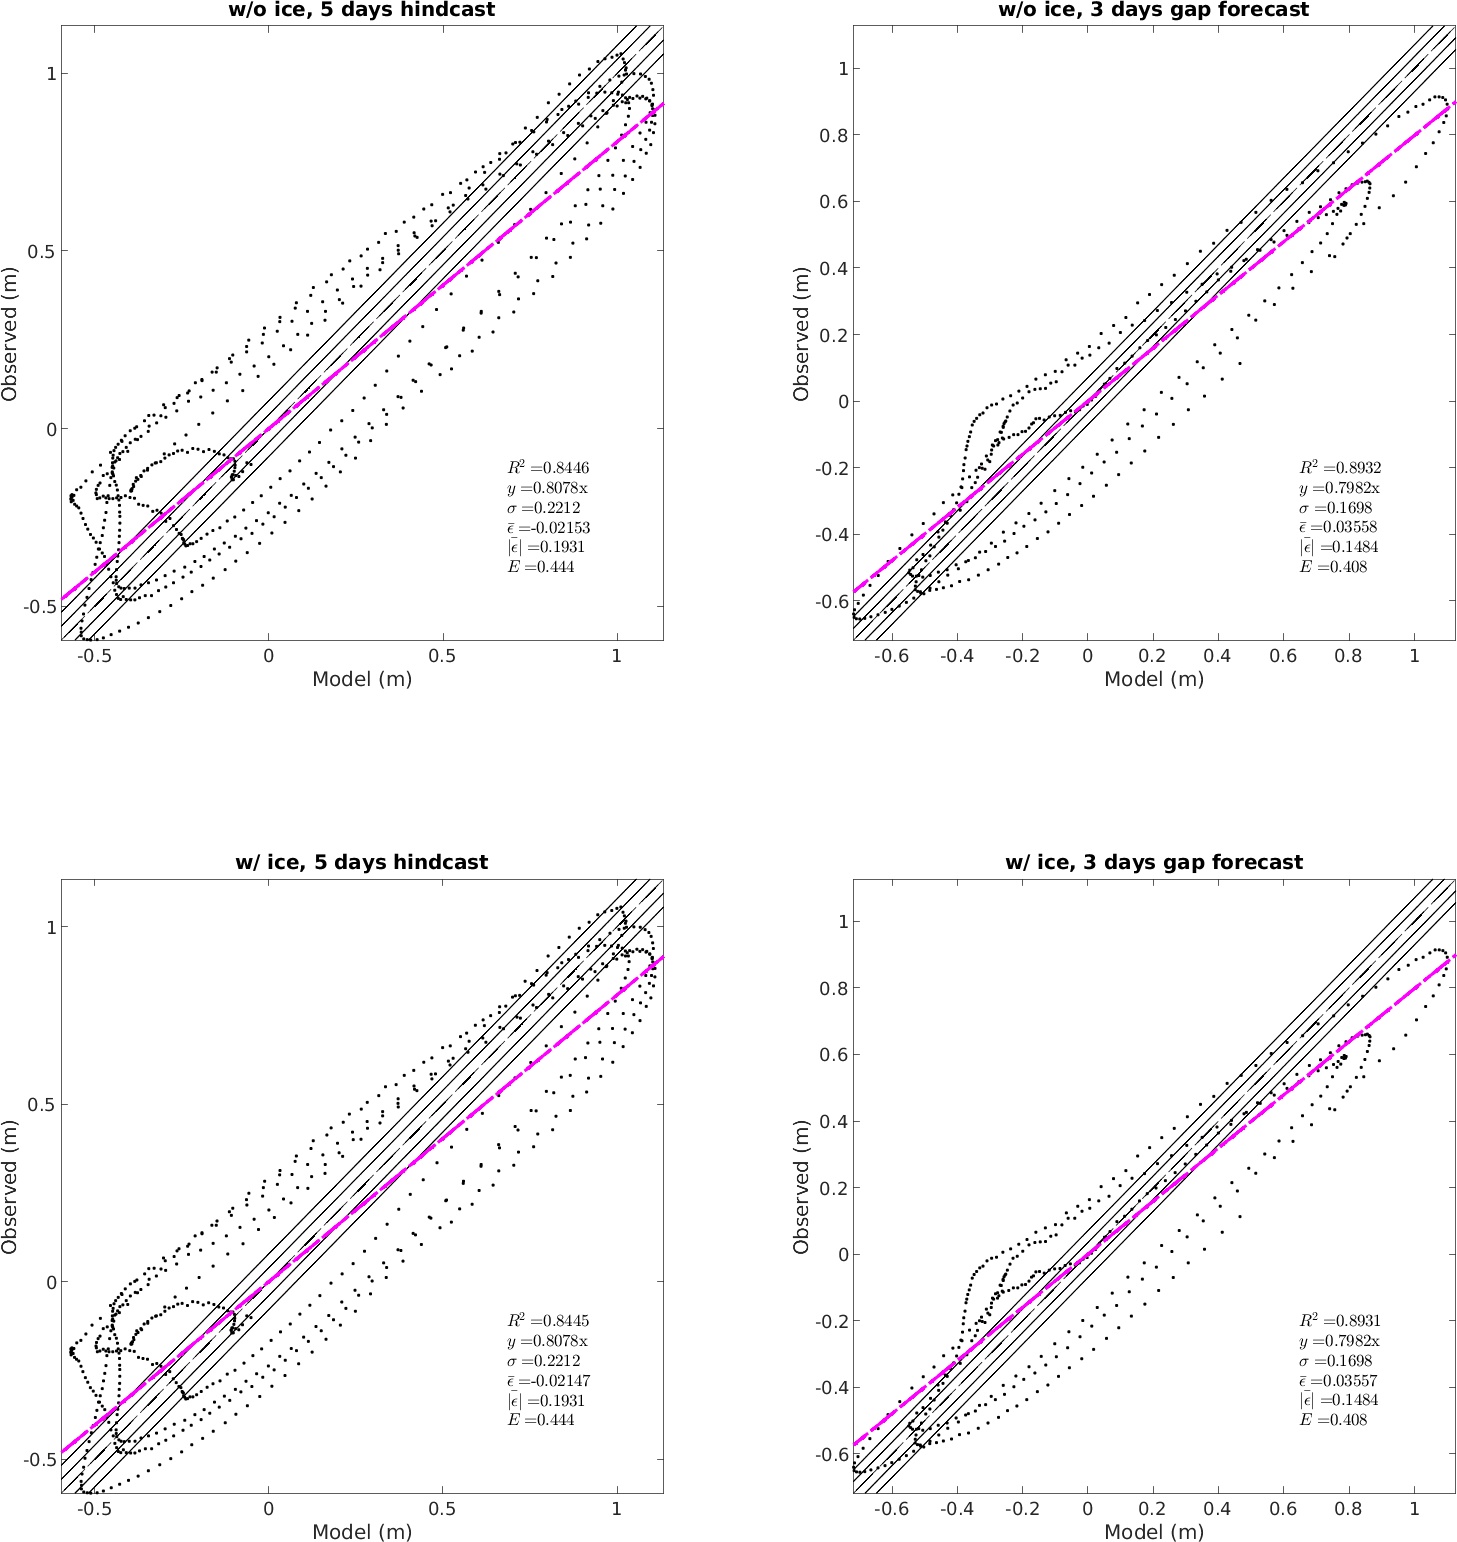 w/o ice, 5 days hindcast
1
0.5
0
-0.5
Observed (m)
R² =0.8446
y =0.8078x
σ =0.2212
ε̄ =-0.02153
|ε̄| =0.1931
E =0.444
-0.5 0 0.5 1
Model (m)
w/o ice, 3 days gap forecast
1
0.8
0.6
0.4
0.2
0
-0.2
-0.4
-0.6
Observed (m)
R² =0.8932
y =0.7982x
σ =0.1698
ε̄ =0.03558
|ε̄| =0.1484
E =0.408
-0.6 -0.4 -0.2 0 0.2 0.4 0.6 0.8 1
Model (m)
w/ ice, 5 days hindcast
1
0.5
0
-0.5
Observed (m)
R² =0.8445
y =0.8078x
σ =0.2212
ε̄ =-0.02147
|ε̄| =0.1931
E =0.444
-0.5 0 0.5 1
Model (m)
w/ ice, 3 days gap forecast
1
0.8
0.6
0.4
0.2
0
-0.2
-0.4
-0.6
Observed (m)
R² =0.8931
y =0.7982x
σ =0.1698
ε̄ =0.03557
|ε̄| =0.1484
E =0.408
-0.6 -0.4 -0.2 0 0.2 0.4 0.6 0.8 1
Model (m)